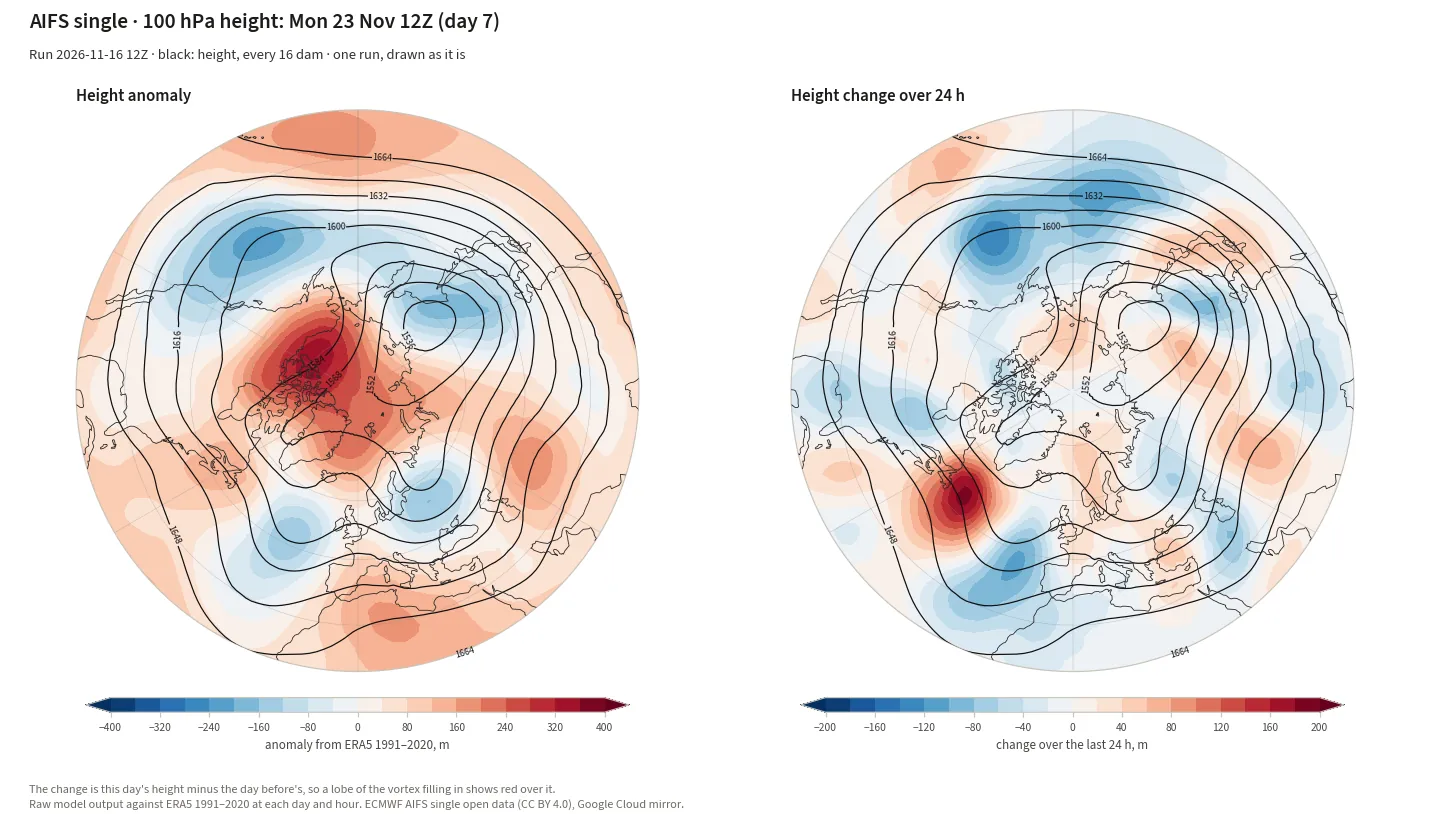 AIFS single · 100 hPa height: Mon 23 Nov 12Z (day 7)
Run 2026-11-16 12Z · black: height, every 16 dam · one run, drawn as it is
Height anomaly
1664
1632
1600
1616
1536
1584
1568
1552
1648
1664
−400 −320 −240 −160 −80 0 80 160 240 320 400
anomaly from ERA5 1991–2020, m
Height change over 24 h
1664
1632
1600
1616
1536
1584
1568
1552
1648
1664
−200 −160 −120 −80 −40 0 40 80 120 160 200
change over the last 24 h, m
The change is this day's height minus the day before's, so a lobe of the vortex filling in shows red over it.
Raw model output against ERA5 1991–2020 at each day and hour. ECMWF AIFS single open data (CC BY 4.0), Google Cloud mirror.